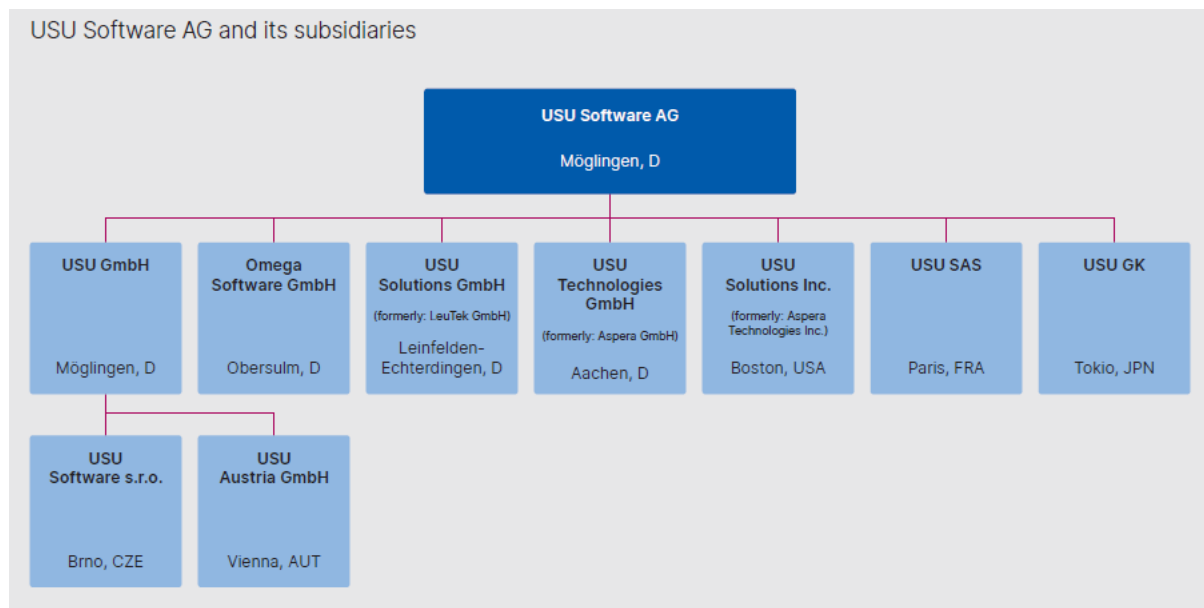 USU Software AG and its subsidiaries
USU Software AG
Möglingen, D
USU GmbH
Möglingen, D
Omega
Software GmbH
Obersulm, D
USU
Solutions GmbH
(formerly: LeuTek GmbH)
Leinfelden-
Echterdingen, D
USU
Technologies
GmbH
(formerly: Aspera GmbH)
Aachen, D
USU
Solutions Inc.
(formerly: Aspera
Technologies Inc.)
Boston, USA
USU SAS
Paris, FRA
USU GK
Tokio, JPN
USU
Software s.r.o.
Brno, CZE
USU
Austria GmbH
Vienna, AUT